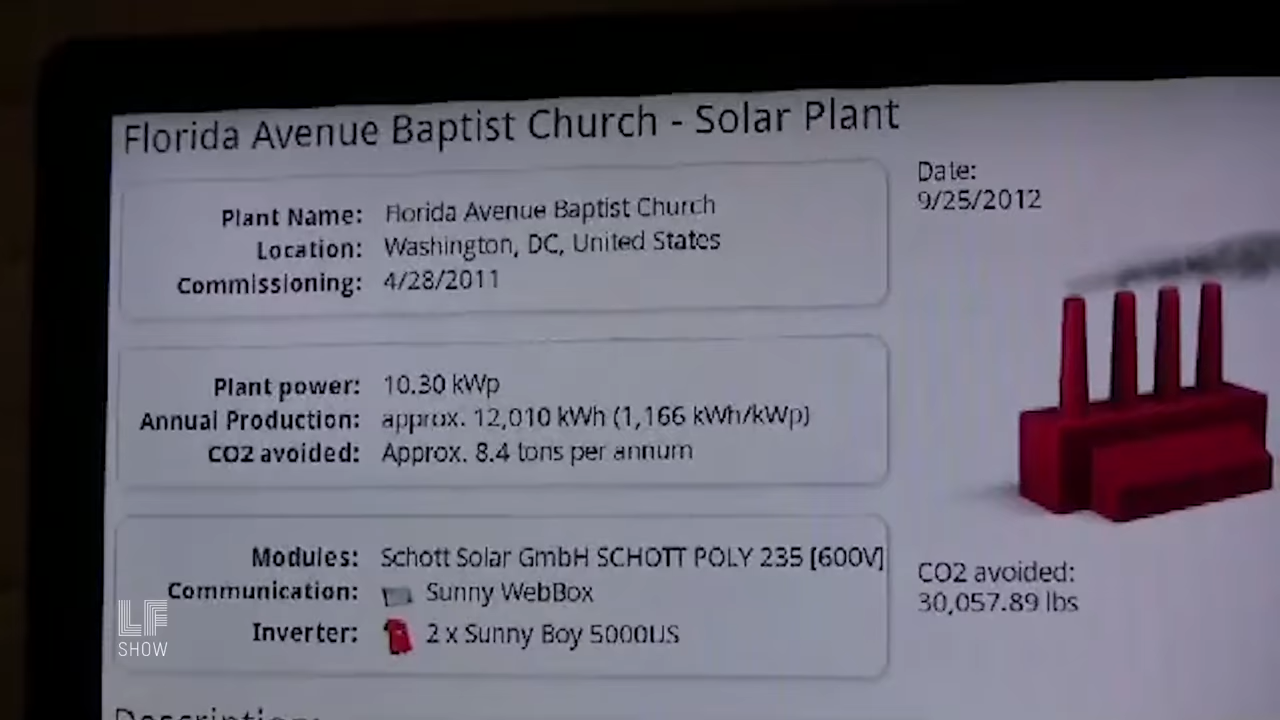 Florida Avenue Baptist Church - Solar Plant
Plant Name: Florida Avenue Baptist Church
Location: Washington, DC, United States
Commissioning: 4/28/2011
Plant power: 10.30 kWp
Annual Production: approx. 12,010 kWh (1,166 kWh/kWp)
CO2 avoided: Approx. 8.4 tons per annum
Modules: Schott Solar GmbH SCHOTT POLY 235 [600V]
Communication: Sunny WebBox
Inverter: 2 x Sunny Boy 5000US
Description:
Date:
9/25/2012
CO2 avoided:
30,057.89 lbs
LF
SHOW